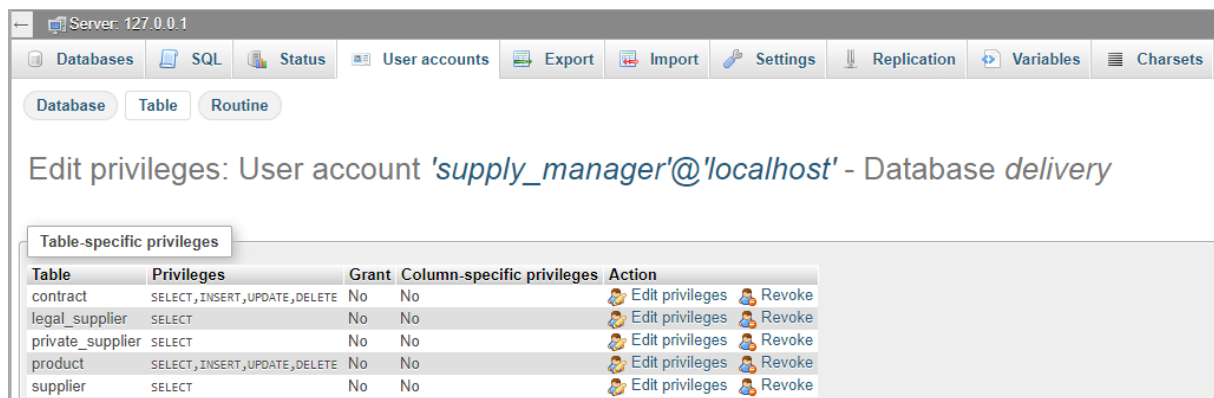 ← Server: 127.0.0.1
Databases SQL Status User accounts Export Import Settings Replication Variables Charsets
Database Table Routine
Edit privileges: User account 'supply_manager'@'localhost' - Database delivery
Table-specific privileges
Table Privileges Grant Column-specific privileges Action
contract SELECT,INSERT,UPDATE,DELETE No No Edit privileges Revoke
legal_supplier SELECT No No Edit privileges Revoke
private_supplier SELECT No No Edit privileges Revoke
product SELECT,INSERT,UPDATE,DELETE No No Edit privileges Revoke
supplier SELECT No No Edit privileges Revoke